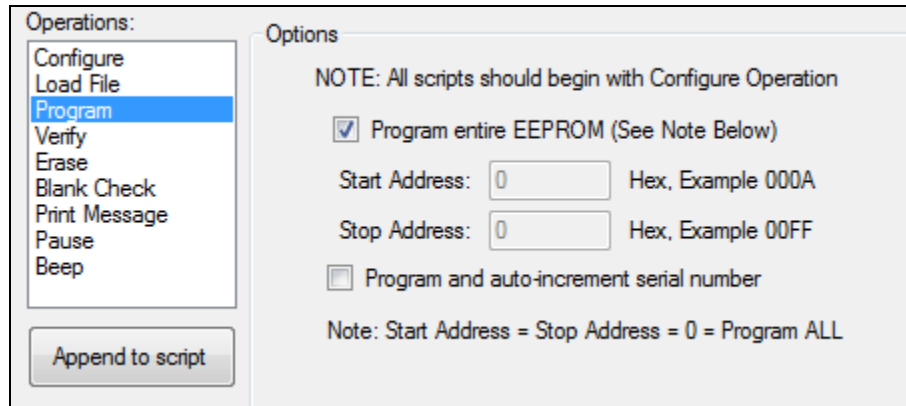 Operations:
Configure
Load File
Program
Verify
Erase
Blank Check
Print Message
Pause
Beep
Append to script
Options
NOTE: All scripts should begin with Configure Operation
Program entire EEPROM (See Note Below)
Start Address: 0 Hex, Example 000A
Stop Address: 0 Hex, Example 00FF
Program and auto-increment serial number
Note: Start Address = Stop Address = 0 = Program ALL